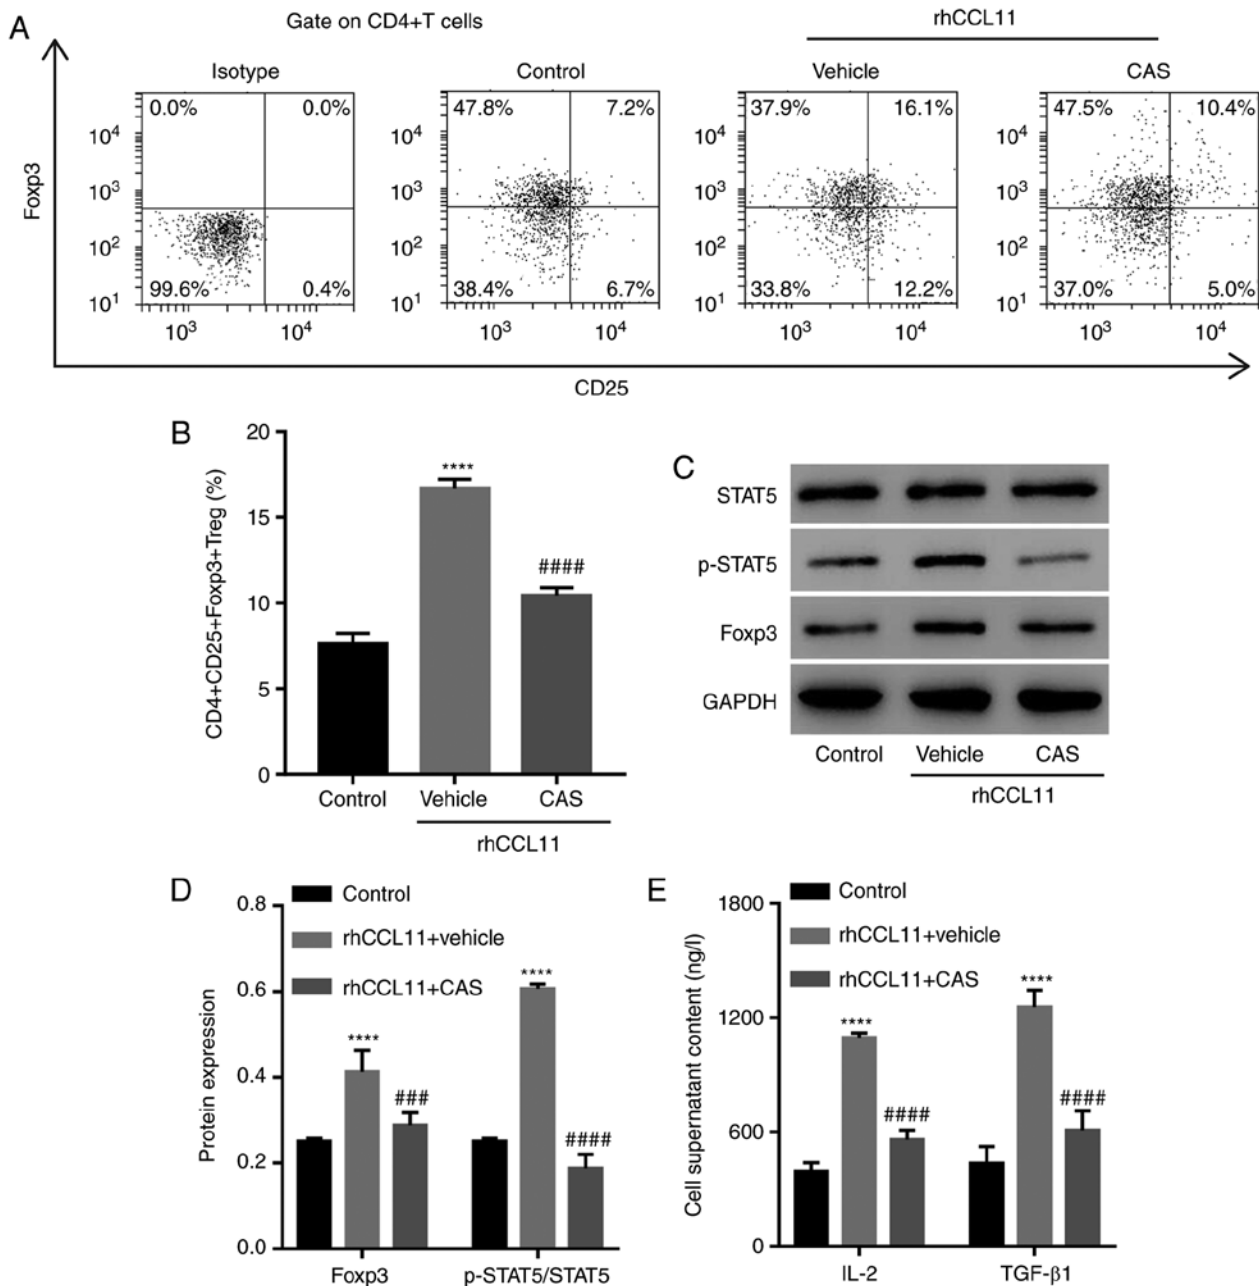 A
Gate on CD4+T cells
rhCCL11
Isotype
Control
Vehicle
CAS
Foxp3
0.0% 0.0%
47.8% 7.2%
37.9% 16.1%
47.5% 10.4%
10⁴ 10⁴ 10⁴ 10⁴
10³ 10³ 10³ 10³
10² 10² 10² 10²
10¹ 10¹ 10¹ 10¹
99.6% 0.4%
38.4% 6.7%
33.8% 12.2%
37.0% 5.0%
10³ 10⁴ 10³ 10⁴ 10³ 10⁴ 10³ 10⁴
CD25
B
CD4+CD25+Foxp3+Treg (%)
20
15
10
5
0
****
####
Control Vehicle CAS
rhCCL11
C
STAT5
p-STAT5
Foxp3
GAPDH
Control Vehicle CAS
rhCCL11
D
Control
rhCCL11+vehicle
rhCCL11+CAS
Protein expression
0.8
0.6
0.4
0.2
0.0
****
###
****
####
Foxp3 p-STAT5/STAT5
E
Control
rhCCL11+vehicle
rhCCL11+CAS
Cell supernatant content (ng/l)
1800
1200
600
0
****
####
****
####
IL-2 TGF-β1